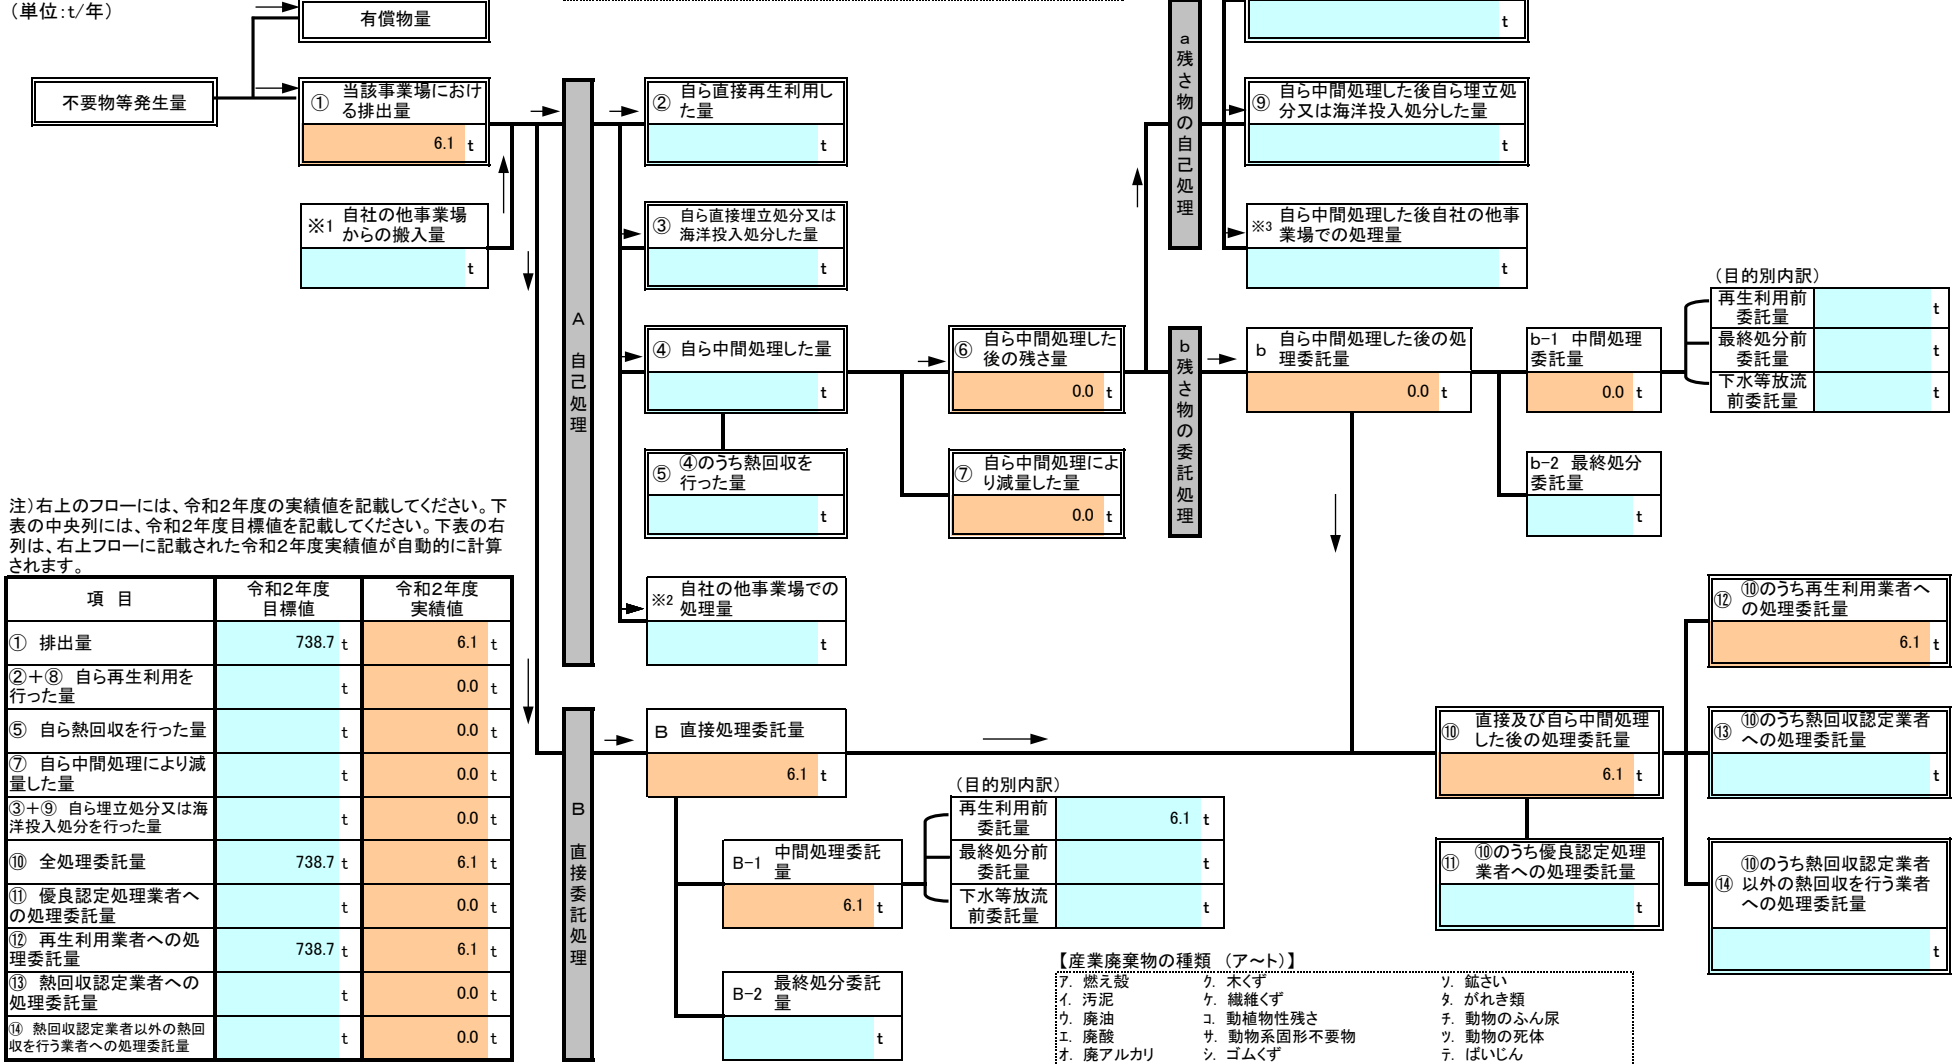 (単位:t/年)
有償物量
t
不要物等発生量
① 当該事業場におけ
る排出量
6.1 t
※1 自社の他事業場
からの搬入量
t
A 自己処理
② 自ら直接再生利用し
た量
t
③ 自ら直接埋立処分又は
海洋投入処分した量
t
④ 自ら中間処理した量
t
⑤ ④のうち熱回収を
行った量
t
※2 自社の他事業場での
処理量
t
⑥ 自ら中間処理した
後の残さ量
0.0 t
⑦ 自ら中間処理によ
り減量した量
0.0 t
a残さ物の自己処理
⑨ 自ら中間処理した後自ら埋立処
分又は海洋投入処分した量
t
※3 自ら中間処理した後自社の他事
業場での処理量
t
b残さ物の委託処理
b 自ら中間処理した後の処
理委託量
0.0 t
b-1 中間処理
委託量
0.0 t
b-2 最終処分
委託量
t
(目的別内訳)
再生利用前
委託量 t
最終処分前
委託量 t
下水等放流
前委託量 t
注)右上のフローには、令和2年度の実績値を記載してください。下
表の中央列には、令和2年度目標値を記載してください。下表の右
列は、右上フローに記載された令和2年度実績値が自動的に計算
されます。
項 目 令和2年度
目標値 令和2年度
実績値
① 排出量 738.7 t 6.1 t
②+⑧ 自ら再生利用を
行った量 t 0.0 t
⑤ 自ら熱回収を行った量 t 0.0 t
⑦ 自ら中間処理により減
量した量 t 0.0 t
③+⑨ 自ら埋立処分又は海
洋投入処分を行った量 t 0.0 t
⑩ 全処理委託量 738.7 t 6.1 t
⑪ 優良認定処理業者へ
の処理委託量 t 0.0 t
⑫ 再生利用業者への処
理委託量 738.7 t 6.1 t
⑬ 熱回収認定業者への
処理委託量 t 0.0 t
⑭ 熱回収認定業者以外の熱回
収を行う業者への処理委託量 t 0.0 t
B 直接委託処理
B 直接処理委託量
6.1 t
B-1 中間処理委託
量
6.1 t
B-2 最終処分委託
量
t
(目的別内訳)
再生利用前
委託量 6.1 t
最終処分前
委託量 t
下水等放流
前委託量 t
⑩ 直接及び自ら中間処理
した後の処理委託量
6.1 t
⑪ ⑩のうち優良認定処理
業者への処理委託量
t
⑫ ⑩のうち再生利用業者へ
の処理委託量
6.1 t
⑬ ⑩のうち熱回収認定業者
への処理委託量
t
⑭ ⑩のうち熱回収認定業者
以外の熱回収を行う業者
への処理委託量
t
【産業廃棄物の種類 (ア~ト)】
ア. 燃え殻 ク. 木くず ソ. 鉱さい
イ. 汚泥 ケ. 繊維くず タ. がれき類
ウ. 廃油 コ. 動植物性残さ チ. 動物のふん尿
エ. 廃酸 サ. 動物系固形不要物 ツ. 動物の死体
オ. 廃アルカリ シ. ゴムくず テ. ばいじん